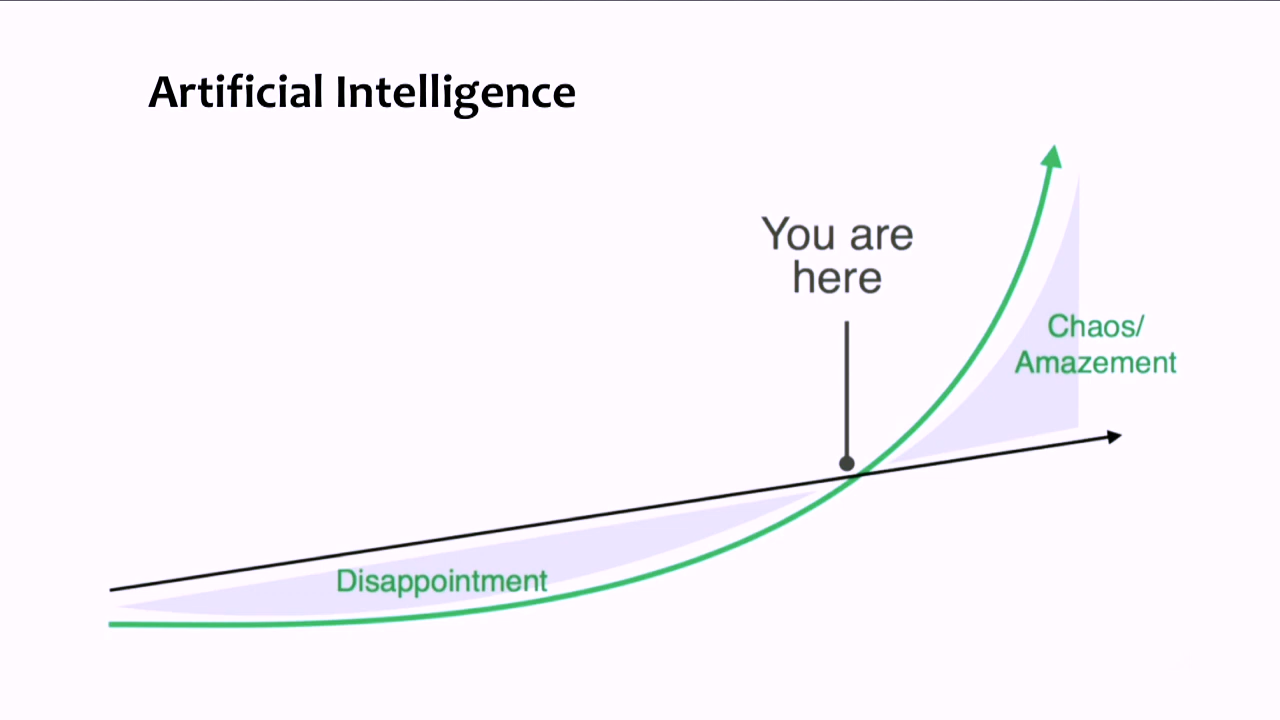 Artificial Intelligence
You are
here
Chaos/
Amazement
Disappointment